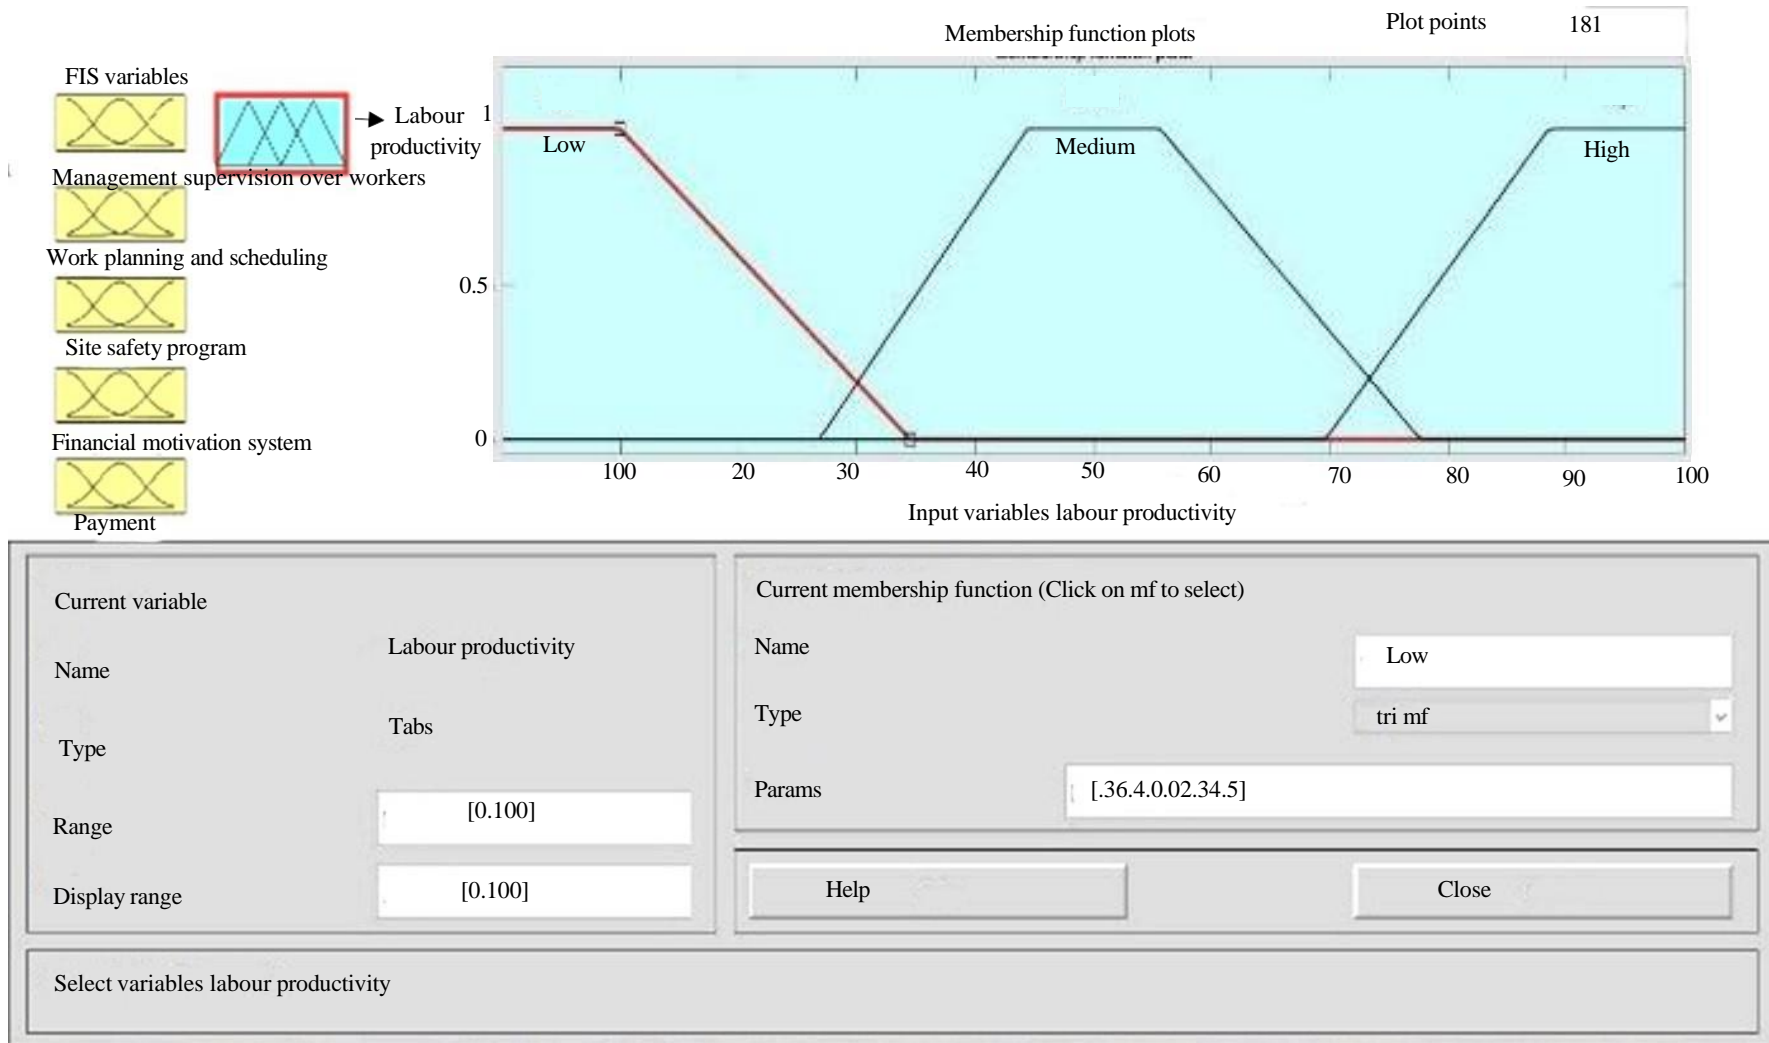 Plot points 181
Membership function plots
FIS variables
Labour productivity
Management supervision over workers
Work planning and scheduling
Site safety program
Financial motivation system
Payment
1
0.5
0
Low
Medium
High
100 20 30 40 50 60 70 80 90 100
Input variables labour productivity
Current variable
Name Labour productivity
Type Tabs
Range [0.100]
Display range [0.100]
Current membership function (Click on mf to select)
Name Low
Type tri mf
Params [.36.4.0.02.34.5]
Help Close
Select variables labour productivity